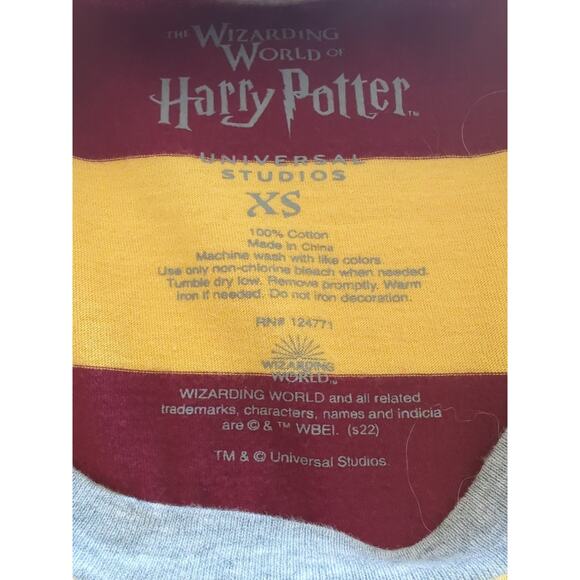 THE WIZARDING
WORLD OF
Harry Potter™
UNIVERSAL
STUDIOS
XS
100% Cotton
Made in China
Machine wash with like colors.
Use only non-chlorine bleach when needed.
Tumble dry low. Remove promptly. Warm
iron if needed. Do not iron decoration.
RN# 124771
WIZARDING
WORLD™
WIZARDING WORLD and all related
trademarks, characters, names and indicia
are © & ™ WBEI. (s22)
TM & © Universal Studios.